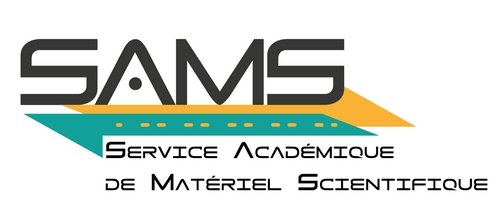 SAMS
Service Académique
de Matériel Scientifique